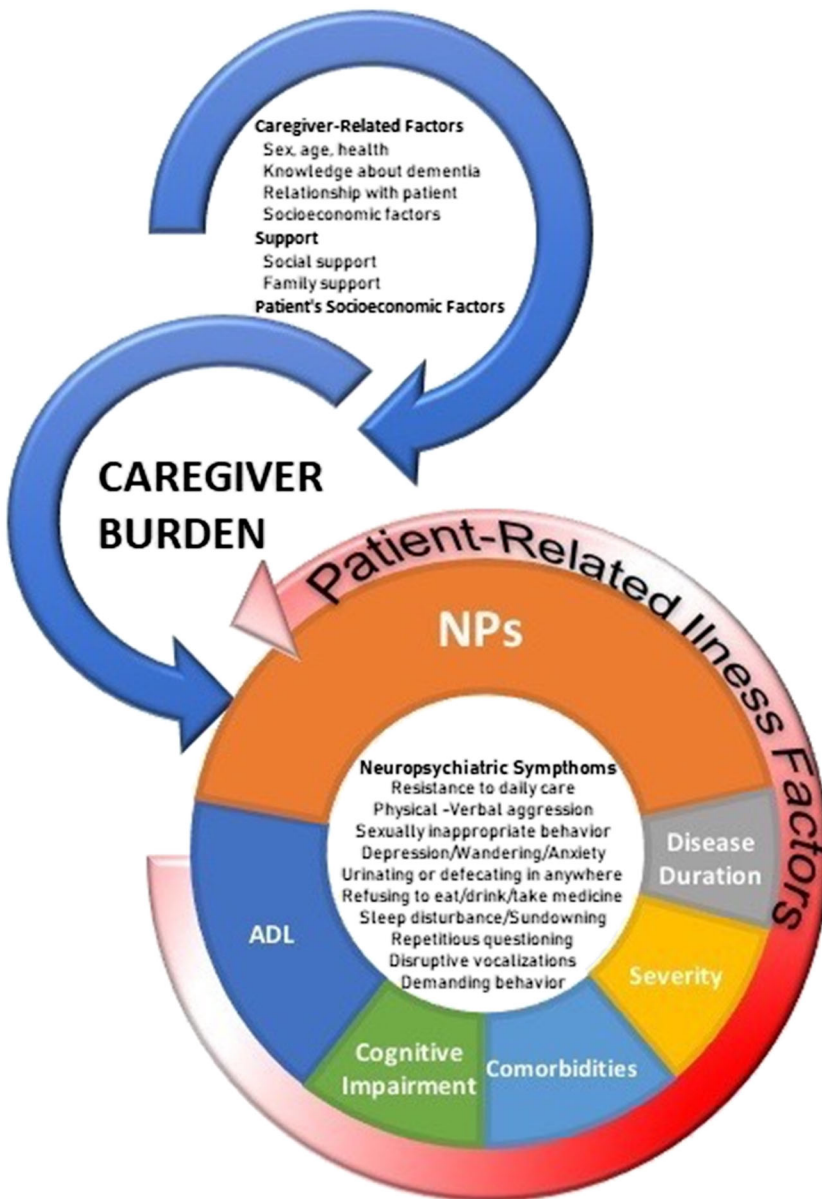 Caregiver-Related Factors
Sex, age, health
Knowledge about dementia
Relationship with patient
Socioeconomic factors
Support
Social support
Family support
Patient's Socioeconomic Factors
CAREGIVER
BURDEN
Patient-Related Ilness Factors
NPs
Neuropsychiatric Sympthoms
Resistance to daily care
Physical -Verbal aggression
Sexually inappropriate behavior
Depression/Wandering/Anxiety
Urinating or defecating in anywhere
Refusing to eat/drink/take medicine
Sleep disturbance/Sundowning
Repetitious questioning
Disruptive vocalizations
Demanding behavior
Disease
Duration
ADL
Severity
Cognitive
Impairment
Comorbidities